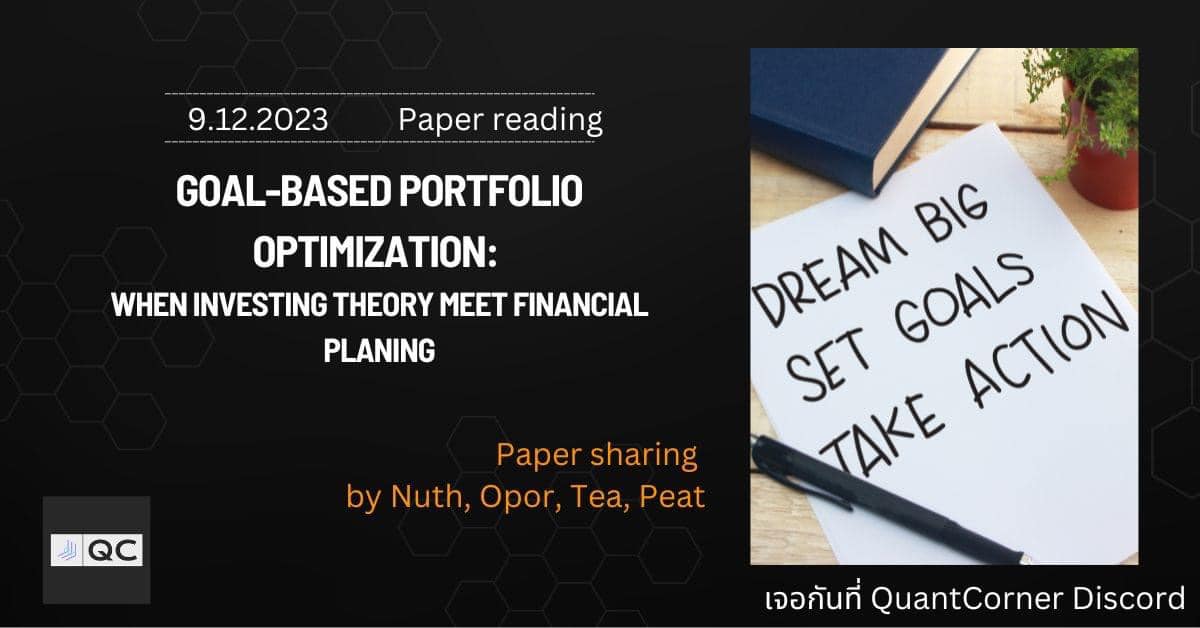 9.12.2023 Paper reading
GOAL-BASED PORTFOLIO
OPTIMIZATION:
WHEN INVESTING THEORY MEET FINANCIAL
PLANING
Paper sharing
by Nuth, Opor, Tea, Peat
QC
DREAM BIG
SET GOALS
TAKE ACTION
เจอกันที่ QuantCorner Discord